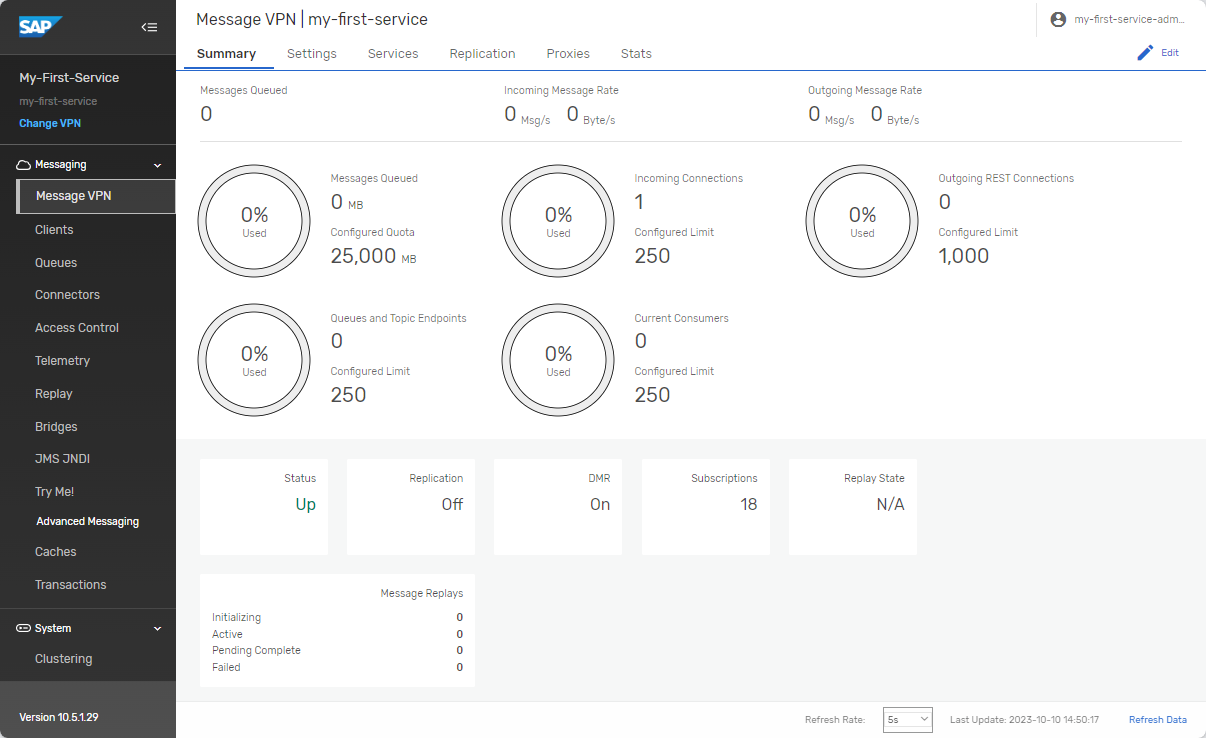 SAP
My-First-Service
my-first-service
Change VPN
Messaging
Message VPN
Clients
Queues
Connectors
Access Control
Telemetry
Replay
Bridges
JMS JNDI
Try Me!
Advanced Messaging
Caches
Transactions
System
Clustering
Version 10.5.1.29
Message VPN | my-first-service
my-first-service-adm...
Summary Settings Services Replication Proxies Stats
Edit
Messages Queued
0
Incoming Message Rate
0 Msg/s 0 Byte/s
Outgoing Message Rate
0 Msg/s 0 Byte/s
0%
Used
Messages Queued
0 MB
Configured Quota
25,000 MB
0%
Used
Incoming Connections
1
Configured Limit
250
0%
Used
Outgoing REST Connections
0
Configured Limit
1,000
0%
Used
Queues and Topic Endpoints
0
Configured Limit
250
0%
Used
Current Consumers
0
Configured Limit
250
Status
Up
Replication
Off
DMR
On
Subscriptions
18
Replay State
N/A
Message Replays
Initializing 0
Active 0
Pending Complete 0
Failed 0
Refresh Rate: 5s Last Update: 2023-10-10 14:50:17 Refresh Data